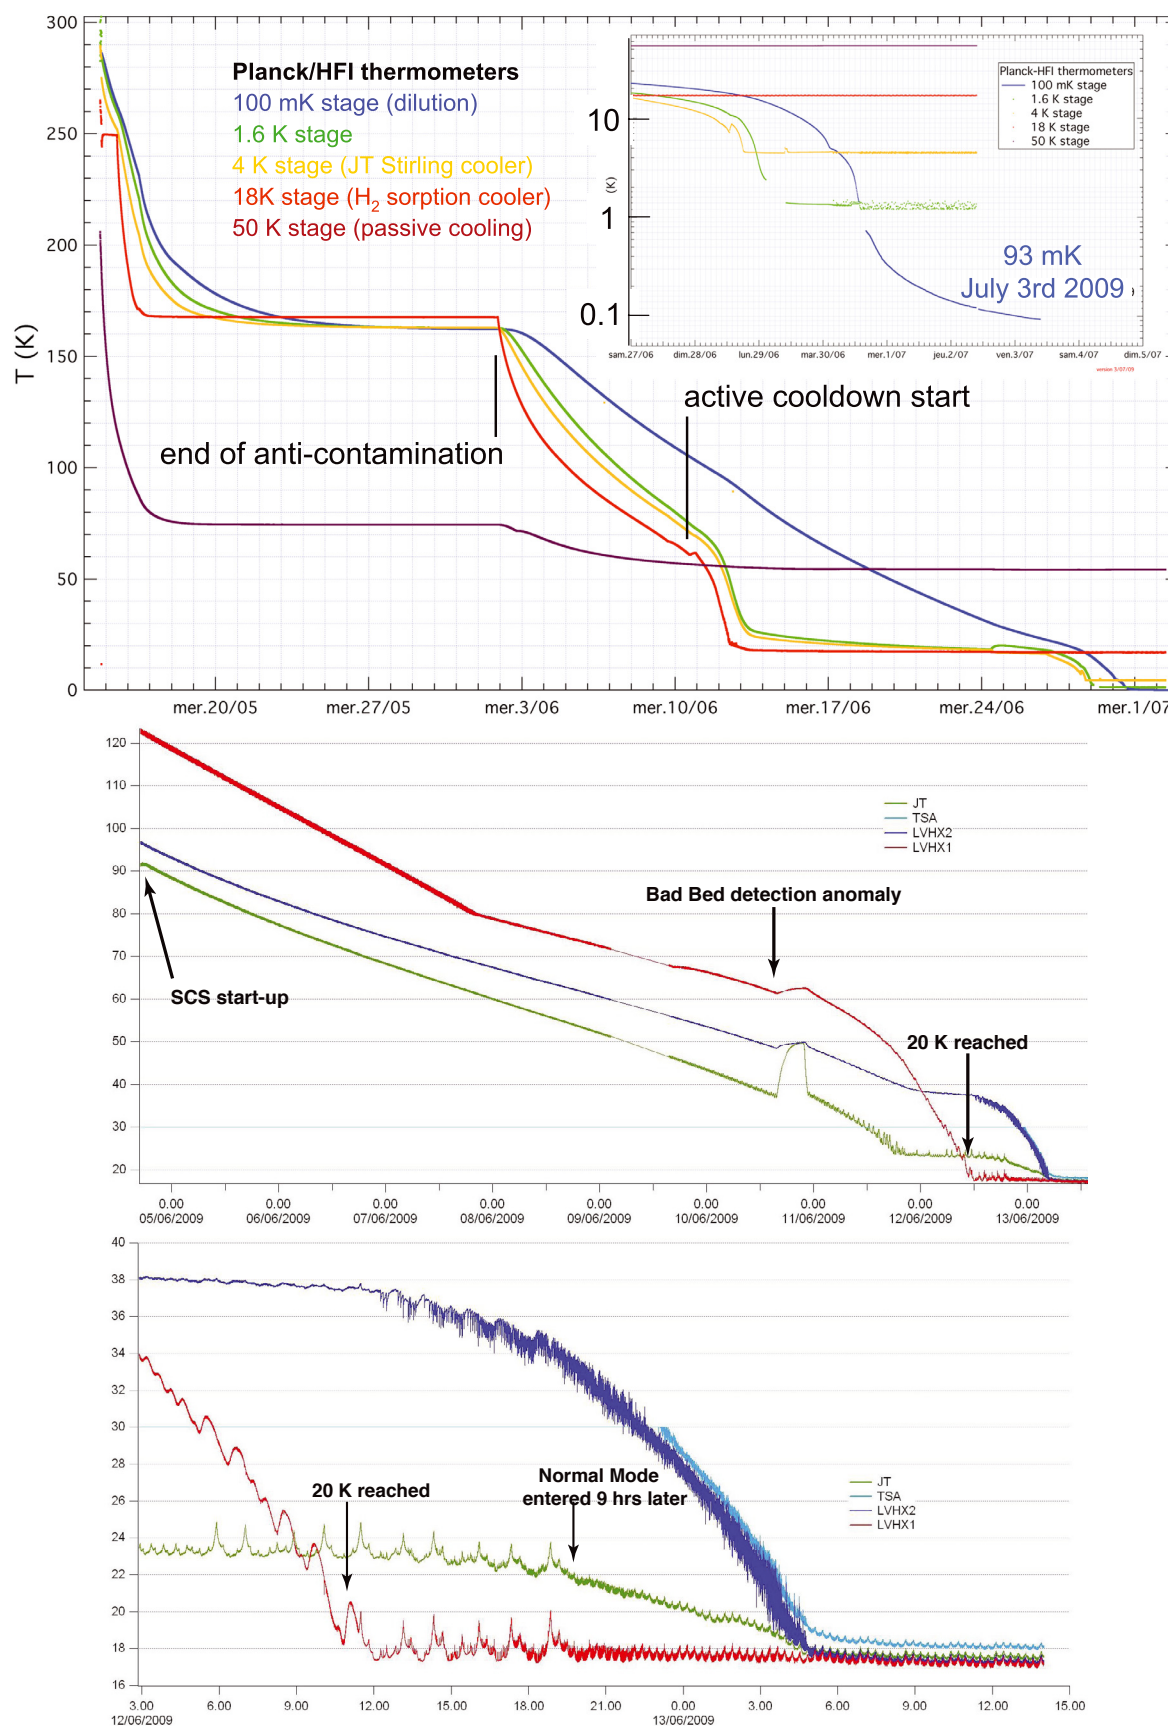 300
250
200
150
100
50
0
T (K)
Planck/HFI thermometers
100 mK stage (dilution)
1.6 K stage
4 K stage (JT Stirling cooler)
18K stage (H2 sorption cooler)
50 K stage (passive cooling)
end of anti-contamination
active cooldown start
mer.20/05 mer.27/05 mer.3/06 mer.10/06 mer.17/06 mer.24/06 mer.1/07
10
1
0.1
(K)
Planck-HFI thermometers
100 mK stage
1.6 K stage
4 K stage
18 K stage
50 K stage
93 mK
July 3rd 2009
sam.27/06 dim.28/06 lun.29/06 mar.30/06 mer.1/07 jeu.2/07 ven.3/07 sam.4/07 dim.5/07
version 3/07/09
120
110
100
90
80
70
60
50
40
30
20
JT
TSA
LVHX2
LVHX1
SCS start-up
Bad Bed detection anomaly
20 K reached
0.00 0.00 0.00 0.00 0.00 0.00 0.00 0.00 0.00
05/06/2009 06/06/2009 07/06/2009 08/06/2009 09/06/2009 10/06/2009 11/06/2009 12/06/2009 13/06/2009
40
38
36
34
32
30
28
26
24
22
20
18
16
20 K reached
Normal Mode
entered 9 hrs later
JT
TSA
LVHX2
LVHX1
3.00 6.00 9.00 12.00 15.00 18.00 21.00 0.00 3.00 6.00 9.00 12.00 15.00
12/06/2009 13/06/2009